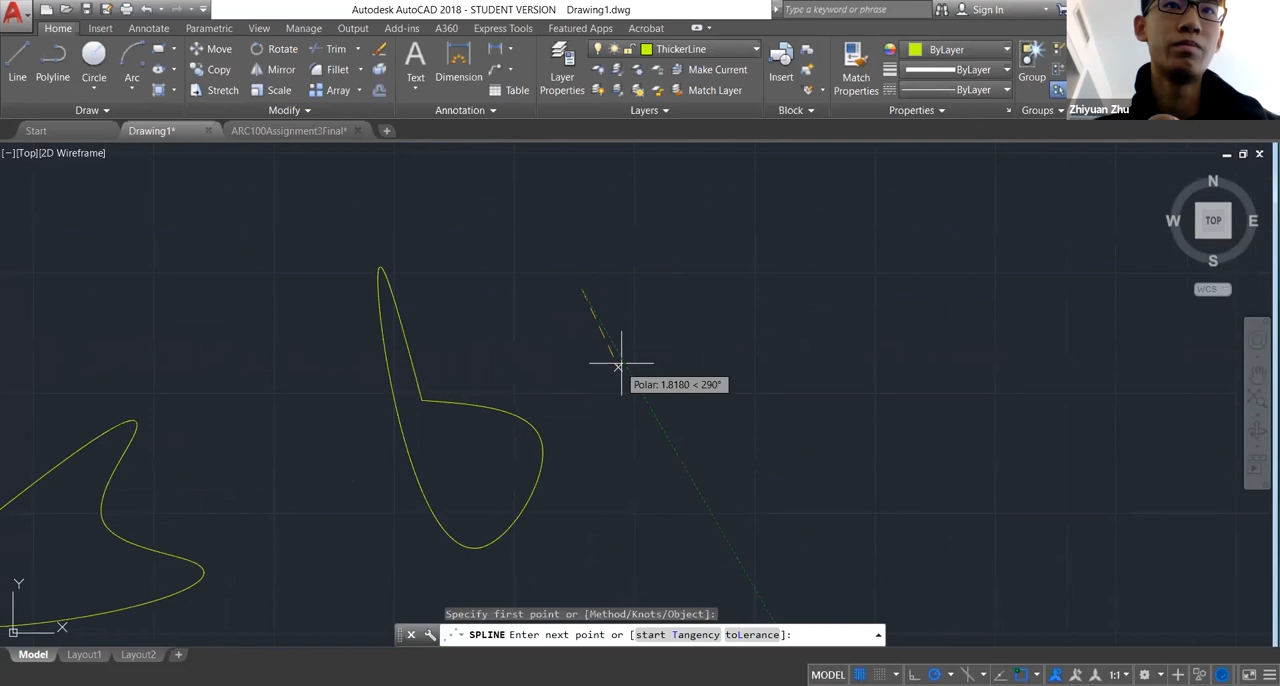 Autodesk AutoCAD 2018 - STUDENT VERSION Drawing1.dwg
Type a keyword or phrase
Sign In
Home Insert Annotate Parametric View Manage Output Add-ins A360 Express Tools Featured Apps Acrobat
Line Polyline Circle Arc
Move Rotate Trim
Copy Mirror Fillet
Stretch Scale Array
Text Dimension Table
Layer Properties
ThickerLine
Make Current
Match Layer
Insert
Match Properties
ByLayer
ByLayer
ByLayer
Group
Draw Modify Annotation Layers Block Properties Groups
Zhiyuan Zhu
Start Drawing1* ARC100Assignment3Final*
[−][Top][2D Wireframe]
N
W TOP E
S
WCS
Polar: 1.8180 < 290°
Y
X
Specify first point or [Method/Knots/Object]:
SPLINE Enter next point or [start Tangency toLerance]:
Model Layout1 Layout2 +
MODEL 1:1